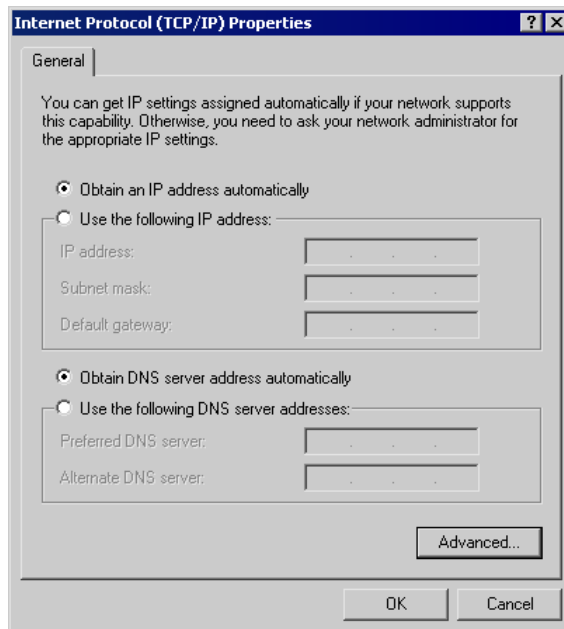 Internet Protocol (TCP/IP) Properties
General
You can get IP settings assigned automatically if your network supports
this capability. Otherwise, you need to ask your network administrator for
the appropriate IP settings.
Obtain an IP address automatically
Use the following IP address:
IP address:
Subnet mask:
Default gateway:
Obtain DNS server address automatically
Use the following DNS server addresses:
Preferred DNS server:
Alternate DNS server:
Advanced...
OK Cancel